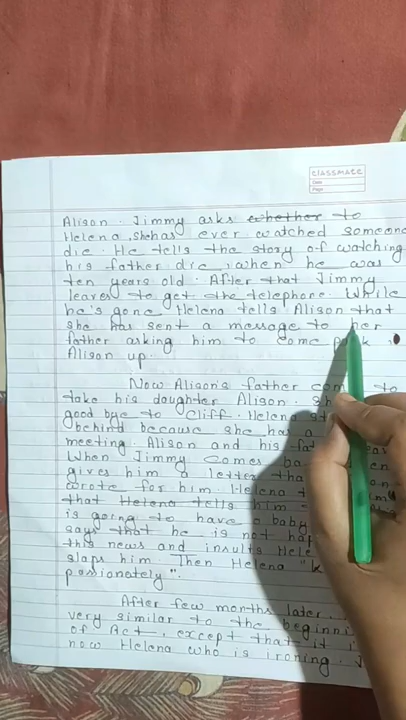 CLASSMATE
Date
Page
Alison. Jimmy asks whether to
Helena, she has ever watched someone
die. He tells the story of watching
his father die, when he was
ten years old. After that Jimmy
leaves to get the telephone. While
he's gone Helena tells Alison that
she has sent a message to her
father asking him to come
Alison up.
Now Alison's father com to
take his daughter Alison.
good bye to Cliff. Helena
behind because she has a
meeting. Alison and his
When Jimmy comes
gives him a letter
wrote for him. Helena
that Helena tells him
is going to have a baby
says that he is not
this news and insults
slaps him. Then Helena
passionately".
After few months later
very similar to the
of Act, except that it
now Helena who is ironing.